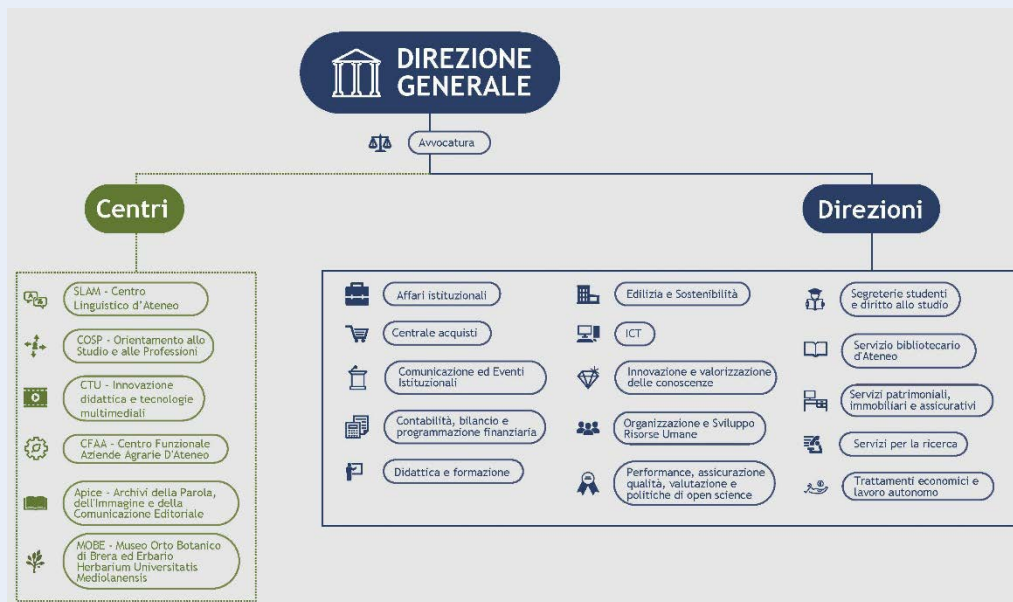 DIREZIONE
GENERALE
Avvocatura
Centri
SLAM - Centro
Linguistico d'Ateneo
COSP - Orientamento allo
Studio e alle Professioni
CTU - Innovazione
didattica e tecnologie
multimediali
CFAA - Centro Funzionale
Aziende Agrarie D'Ateneo
Apice - Archivi della Parola,
dell'Immagine e della
Comunicazione Editoriale
MOBE - Museo Orto Botanico
di Brera ed Erbario
Herbarium Universitatis
Mediolanensis
Direzioni
Affari istituzionali
Centrale acquisti
Comunicazione ed Eventi
Istituzionali
Contabilità, bilancio e
programmazione finanziaria
Didattica e formazione
Edilizia e Sostenibilità
ICT
Innovazione e valorizzazione
delle conoscenze
Organizzazione e Sviluppo
Risorse Umane
Performance, assicurazione
qualità, valutazione e
politiche di open science
Segreterie studenti
e diritto allo studio
Servizio bibliotecario
d'Ateneo
Servizi patrimoniali,
immobiliari e assicurativi
Servizi per la ricerca
Trattamenti economici e
lavoro autonomo